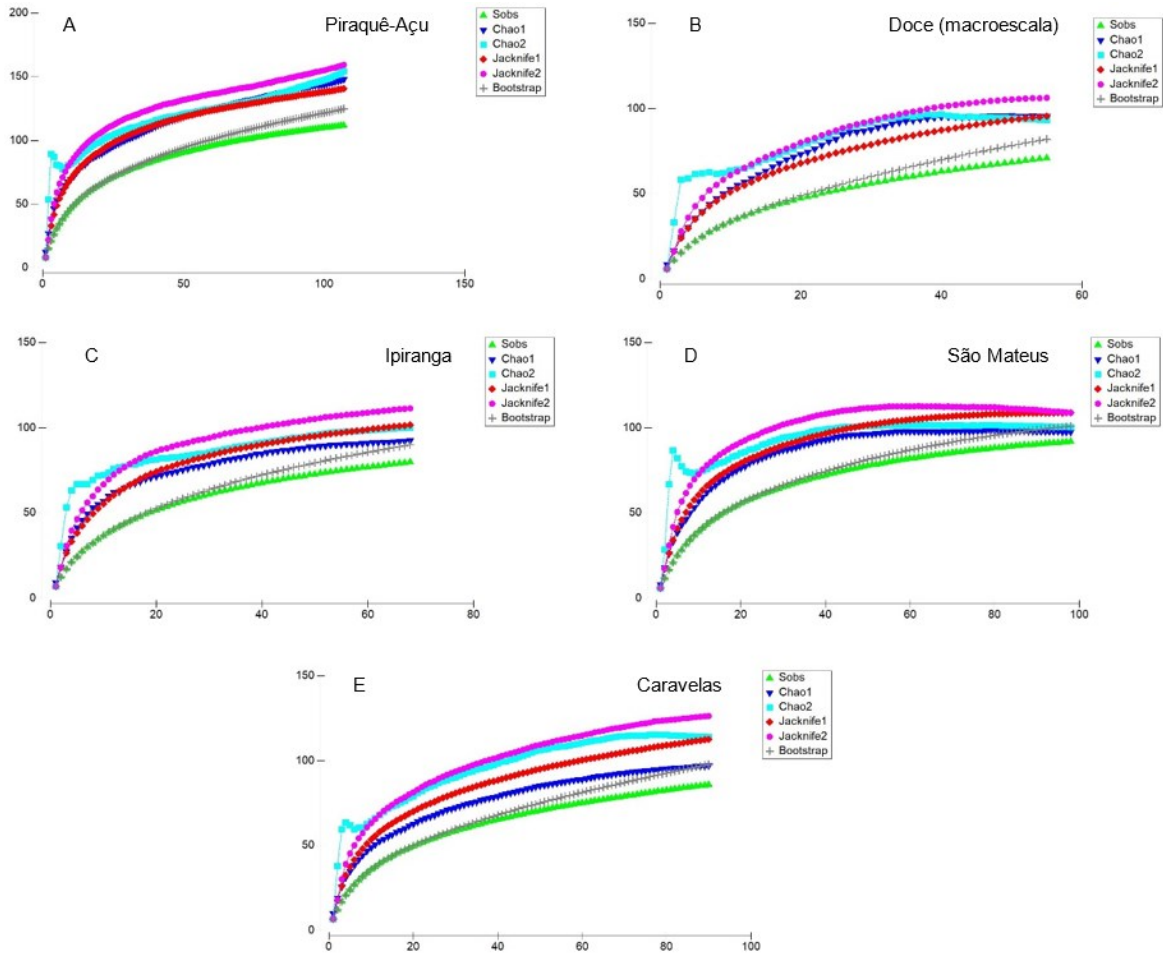 A
Piraquê-Açu
200
150
100
50
0
0 50 100 150
Sobs
Chao1
Chao2
Jacknife1
Jacknife2
Bootstrap
B
Doce (macroescala)
150
100
50
0
0 20 40 60
Sobs
Chao1
Chao2
Jacknife1
Jacknife2
Bootstrap
C
Ipiranga
150
100
50
0
0 20 40 60 80
Sobs
Chao1
Chao2
Jacknife1
Jacknife2
Bootstrap
D
São Mateus
150
100
50
0
0 20 40 60 80 100
Sobs
Chao1
Chao2
Jacknife1
Jacknife2
Bootstrap
E
Caravelas
150
100
50
0
0 20 40 60 80 100
Sobs
Chao1
Chao2
Jacknife1
Jacknife2
Bootstrap